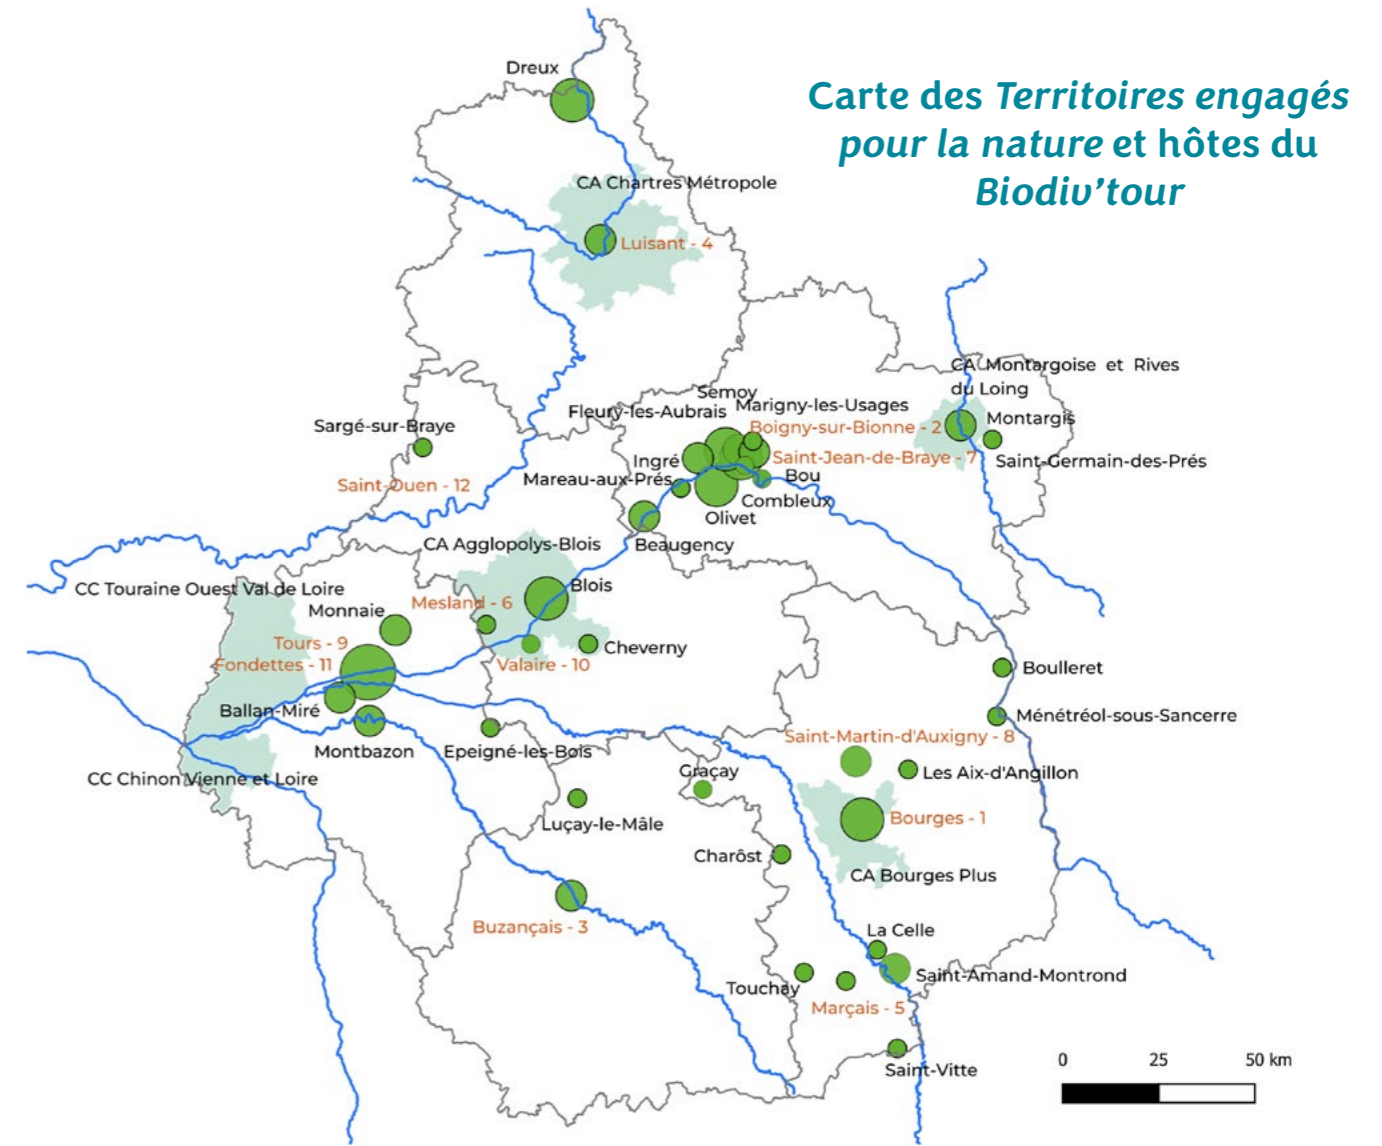 Carte des Territoires engagés
pour la nature et hôtes du
Biodiv'tour
Dreux
CA Chartres Métropole
Luisant - 4
CA Montargoise et Rives
du Loing
Montargis
Saint-Germain-des-Prés
Semoy
Fleury-les-Aubrais
Marigny-les-Usages
Boigny-sur-Bionne - 2
Saint-Jean-de-Braye - 7
Ingré
Mareau-aux-Prés
Bou
Combleux
Olivet
Beaugency
Sargé-sur-Braye
Saint-Ouen - 12
CA Agglopolys-Blois
Blois
Mesland - 6
Cheverny
Valaire - 10
CC Touraine Ouest Val de Loire
Monnaie
Tours - 9
Fondettes - 11
Ballan-Miré
Montbazon
Epeigné-les-Bois
CC Chinon Vienne et Loire
Boulleret
Ménétréol-sous-Sancerre
Saint-Martin-d'Auxigny - 8
Les Aix-d'Angillon
Graçay
Luçay-le-Mâle
Bourges - 1
Charôst
CA Bourges Plus
Buzançais - 3
La Celle
Saint-Amand-Montrond
Touchay
Marçais - 5
Saint-Vitte
0 25 50 km